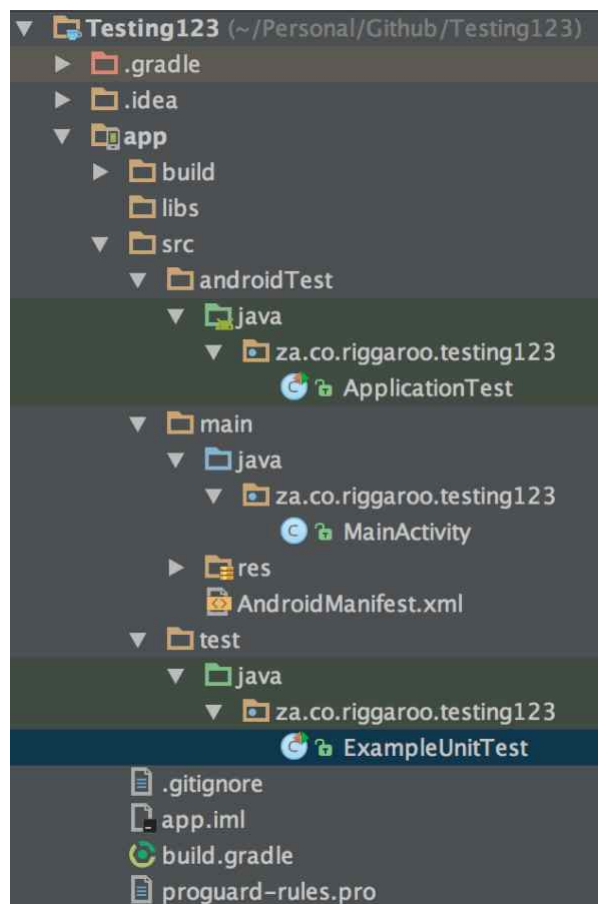 Testing123 (~/Personal/Github/Testing123)
.gradle
.idea
app
build
libs
src
androidTest
java
za.co.riggaroo.testing123
ApplicationTest
main
java
za.co.riggaroo.testing123
MainActivity
res
AndroidManifest.xml
test
java
za.co.riggaroo.testing123
ExampleUnitTest
.gitignore
app.iml
build.gradle
proguard-rules.pro